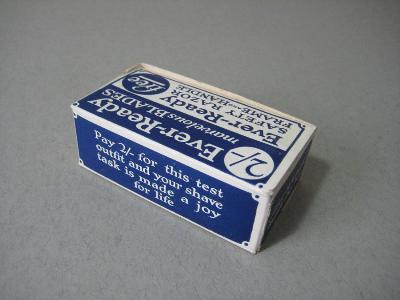 Free
Ever-Ready
SAFETY RAZOR
FRAME AND HANDLE
2/- Ever-Ready
marvelous BLADES
Pay 2/- for this test
outfit and your shave
task is made a joy
for life